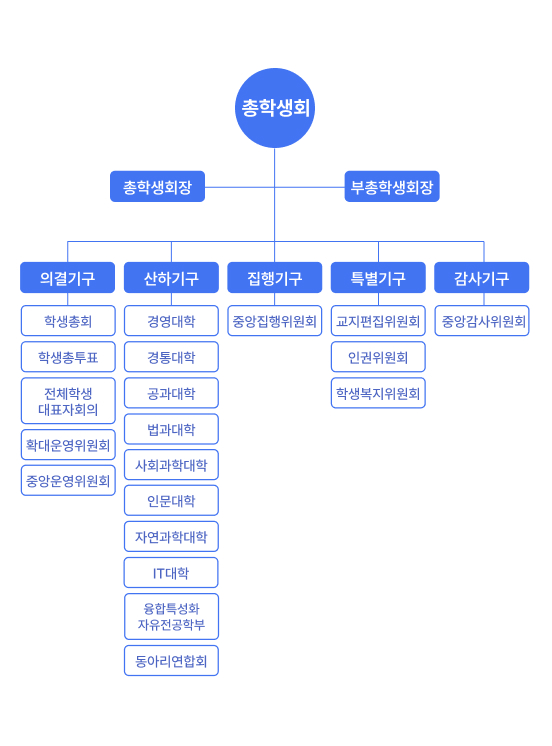 총학생회
총학생회장
부총학생회장
의결기구
산하기구
집행기구
특별기구
감사기구
학생총회
학생총투표
전체학생
대표자회의
확대운영위원회
중앙운영위원회
경영대학
경통대학
공과대학
법과대학
사회과학대학
인문대학
자연과학대학
IT대학
융합특성화
자유전공학부
동아리연합회
중앙집행위원회
교지편집위원회
인권위원회
학생복지위원회
중앙감사위원회